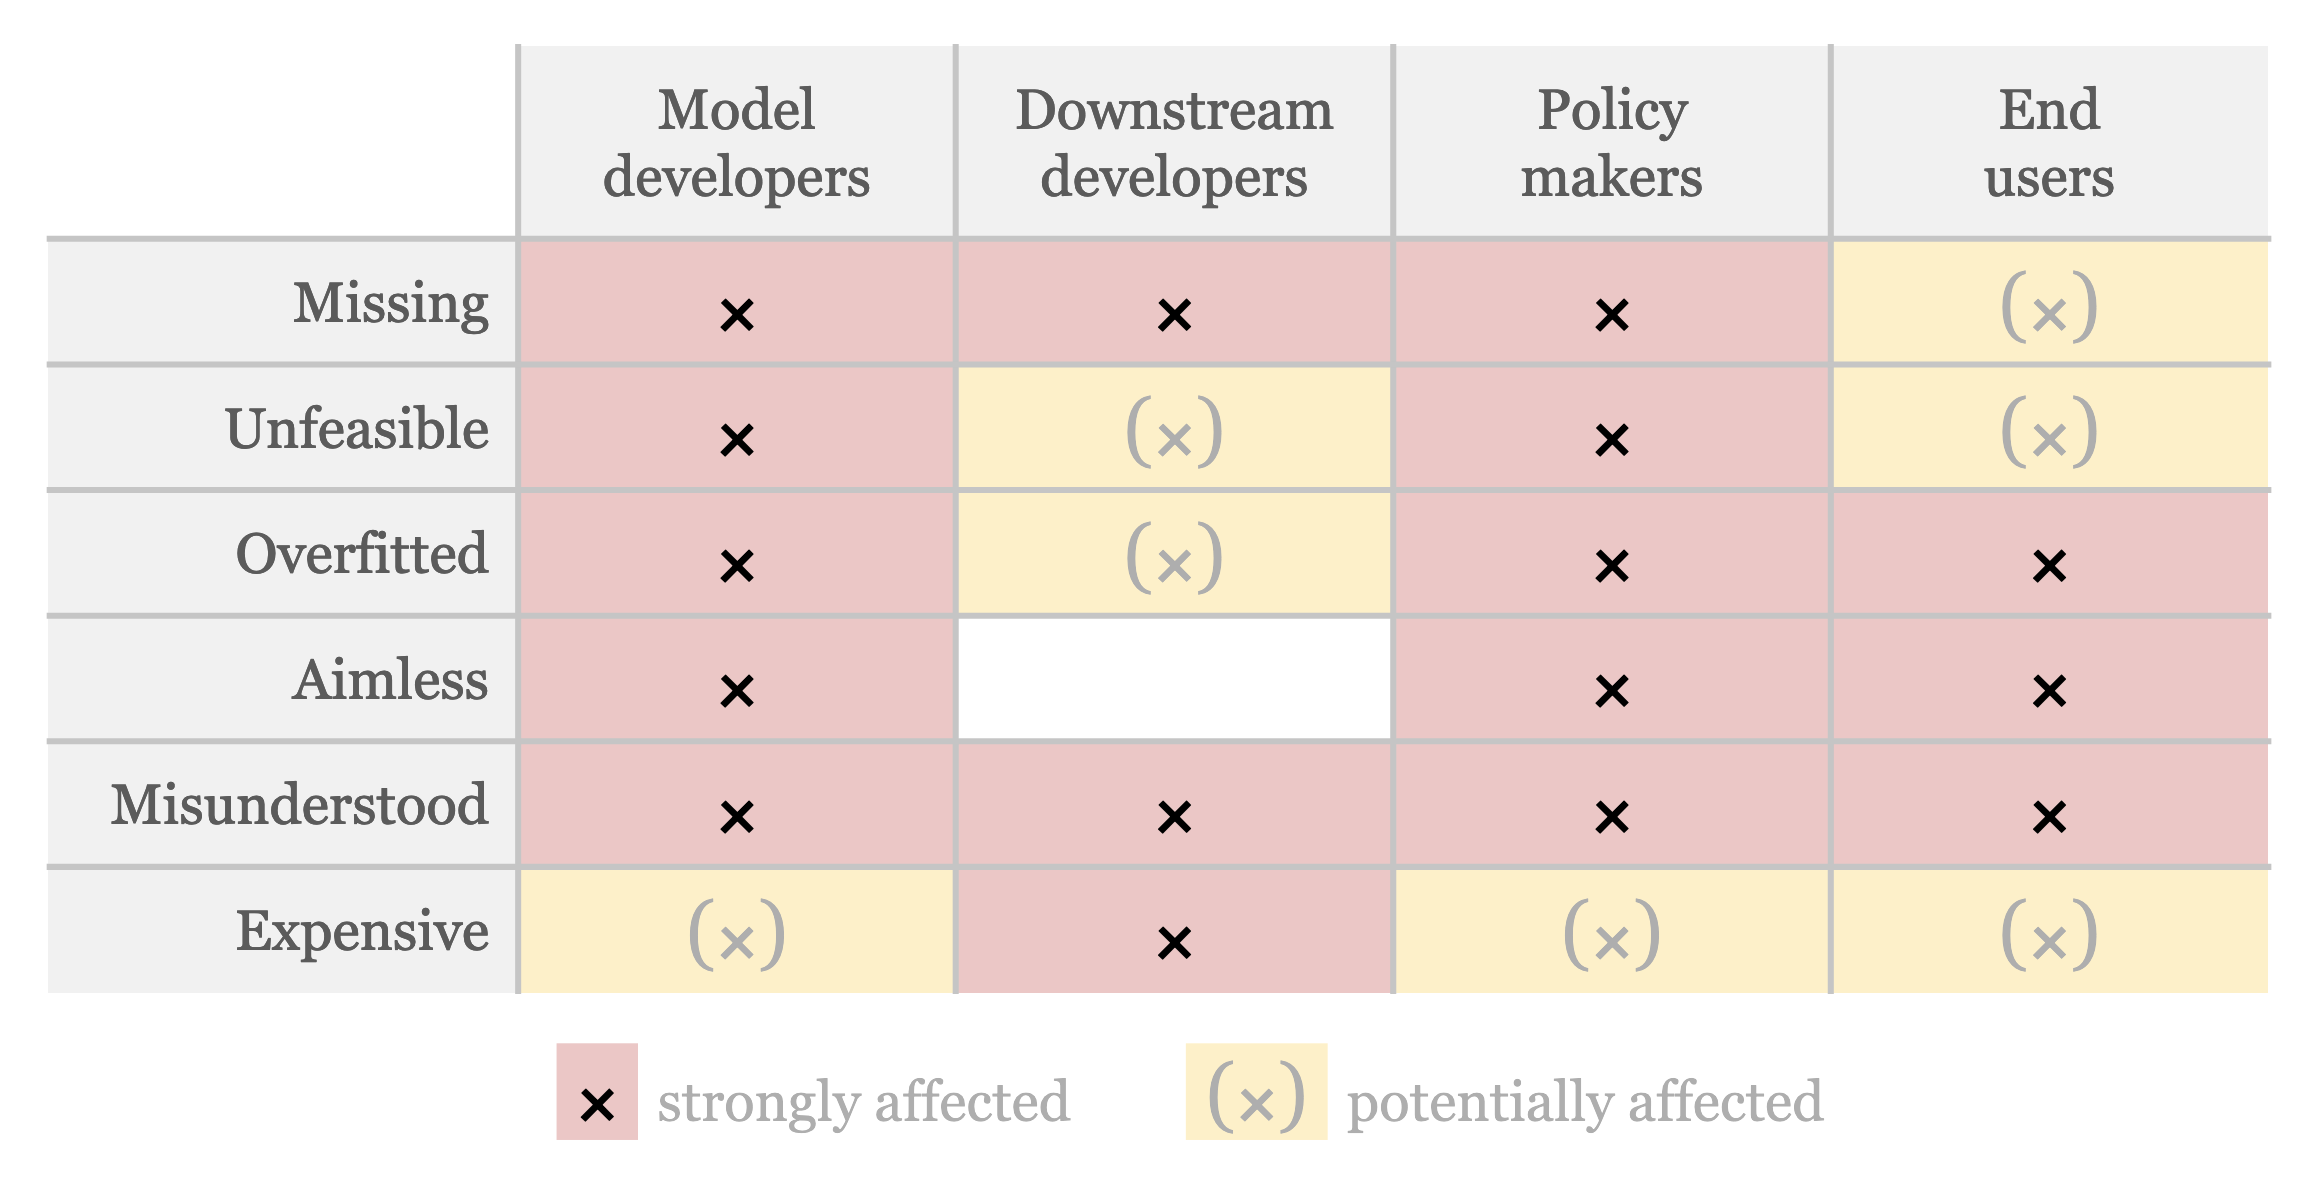 Model developers
Downstream developers
Policy makers
End users
Missing × × × (×)
Unfeasible × (×) × (×)
Overfitted × (×) × ×
Aimless × × ×
Misunderstood × × × ×
Expensive (×) × (×) (×)
× strongly affected (×) potentially affected